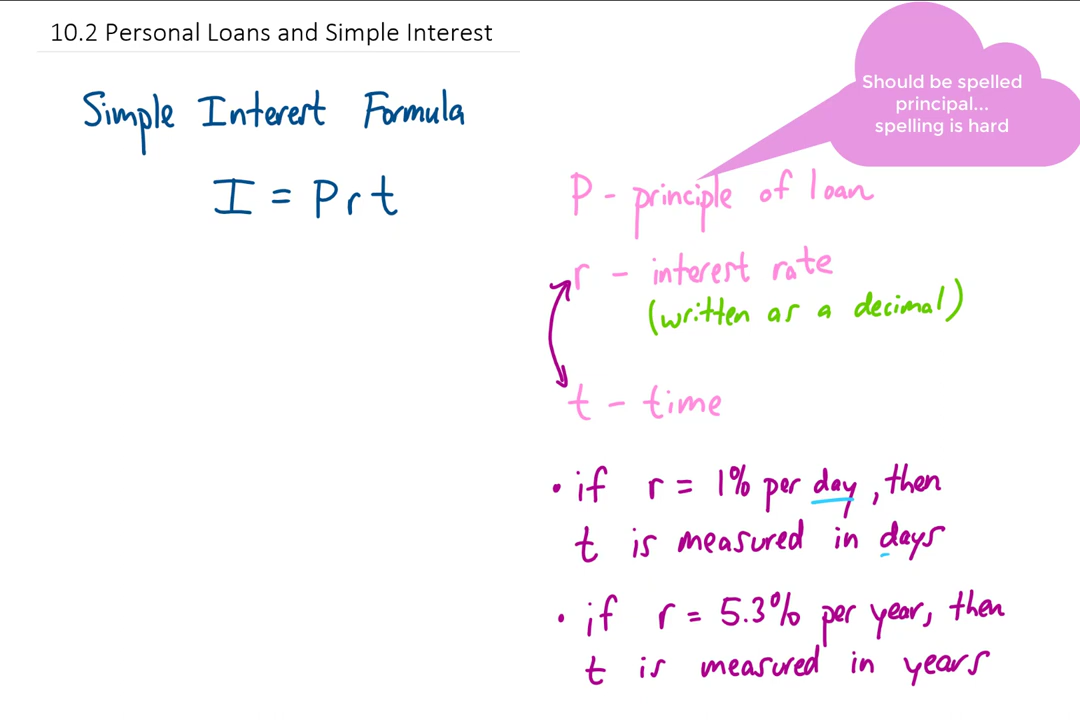 10.2 Personal Loans and Simple Interest
Should be spelled
principal...
spelling is hard
Simple Interest Formula
I = Prt
P - principle of loan
r - interest rate
(written as a decimal)
t - time
• if r = 1% per day, then
t is measured in days
• if r = 5.3% per year, then
t is measured in years